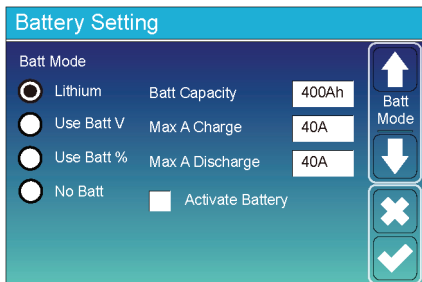 Battery Setting
Batt Mode
Lithium
Batt Capacity
400Ah
Use Batt V
Max A Charge
40A
Use Batt %
Max A Discharge
40A
No Batt
Activate Battery
Batt
Mode